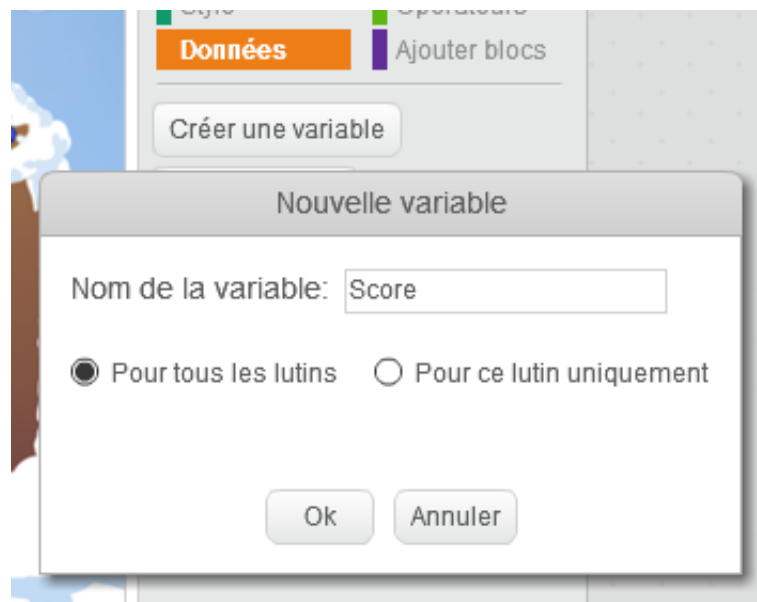 Données
Ajouter blocs
Créer une variable
Nouvelle variable
Nom de la variable: Score
Pour tous les lutins Pour ce lutin uniquement
Ok Annuler